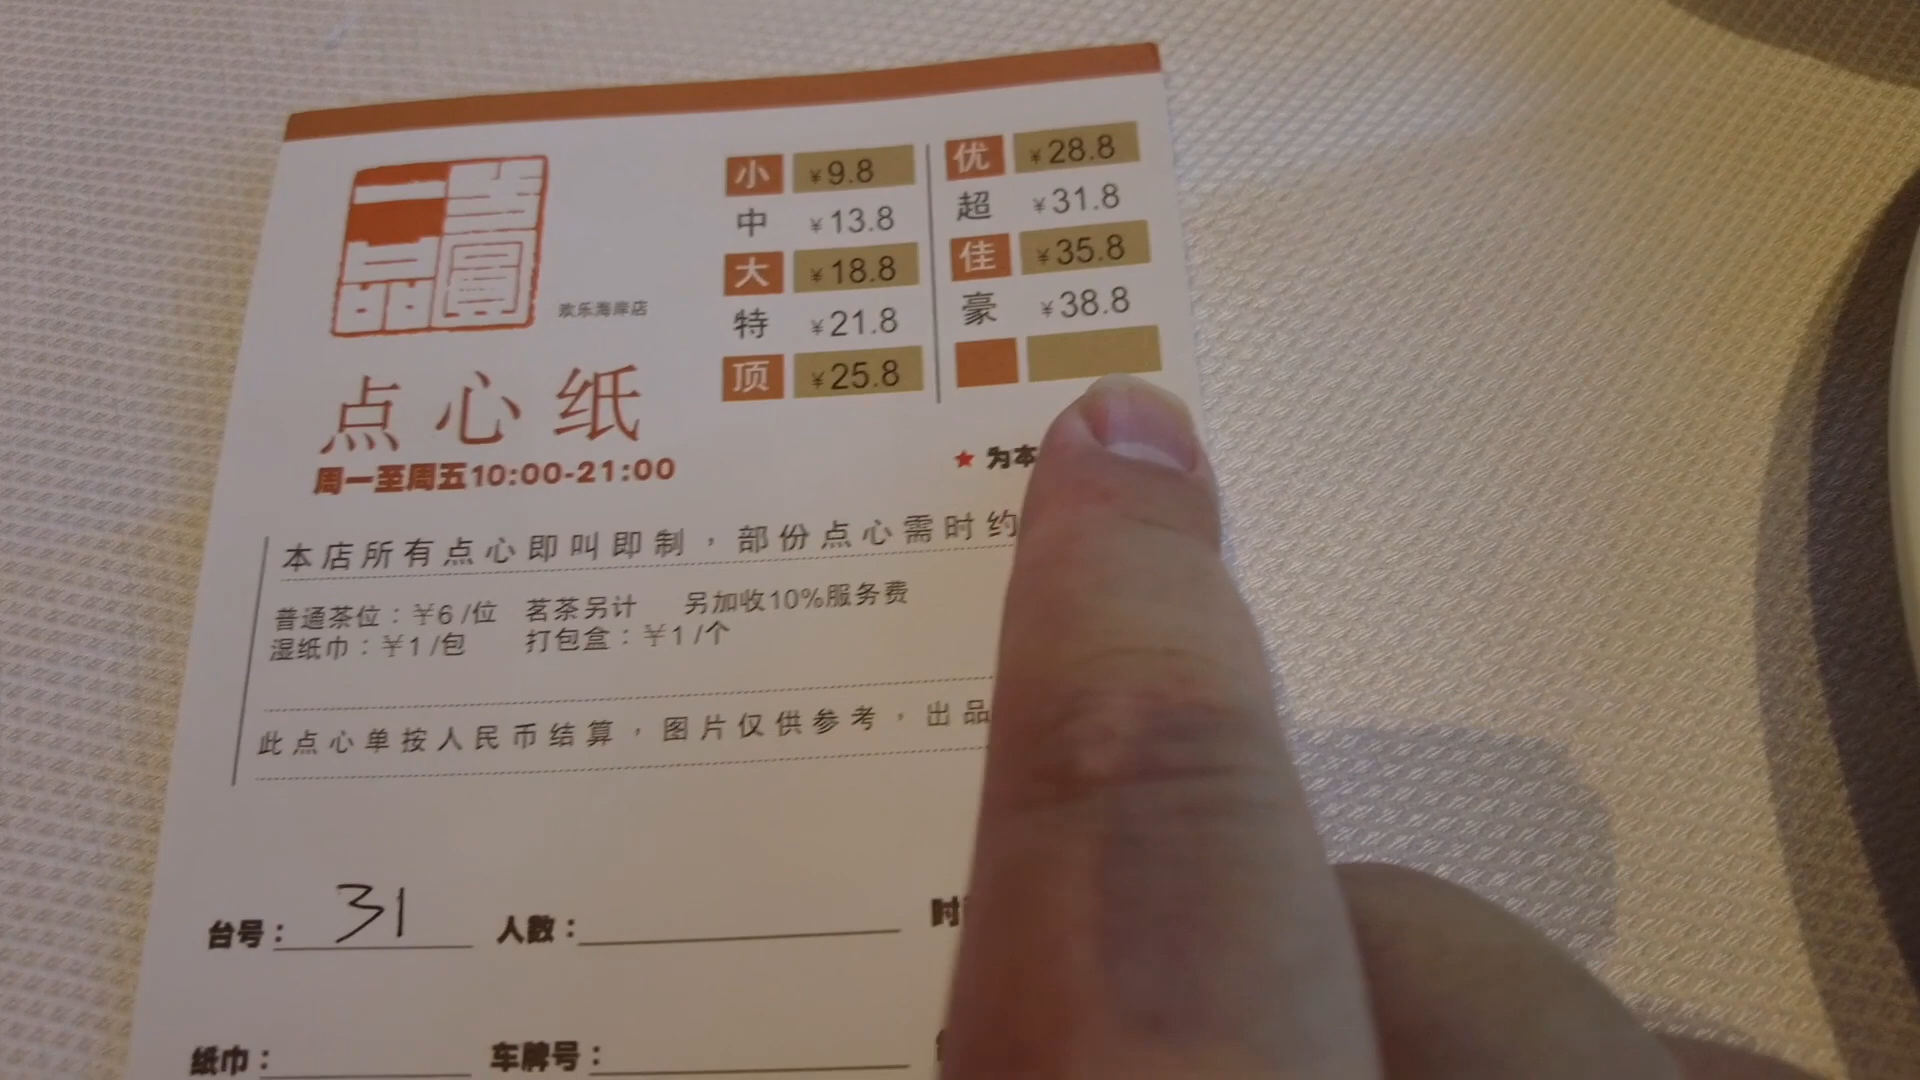 欢乐海岸店
点心纸
周一至周五10:00-21:00
小 ¥9.8
中 ¥13.8
大 ¥18.8
特 ¥21.8
顶 ¥25.8
优 ¥28.8
超 ¥31.8
佳 ¥35.8
豪 ¥38.8
★ 为本
本店所有点心即叫即制，部份点心需时约
普通茶位：¥6/位 茗茶另计 另加收10%服务费
湿纸巾：¥1/包 打包盒：¥1/个
此点心单按人民币结算，图片仅供参考，出品
台号：31 人数： 时
纸巾： 车牌号：